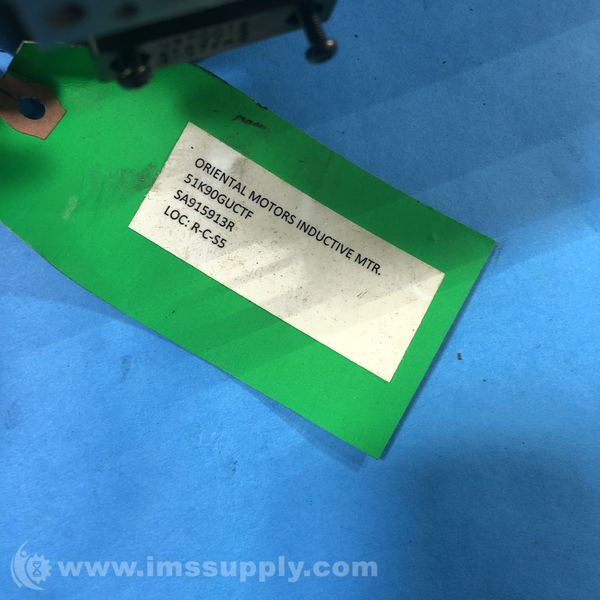 ORIENTAL MOTORS INDUCTIVE MTR.
51K90GUCTF
SA915913R
LOC: R-C-S5
www.imssupply.com